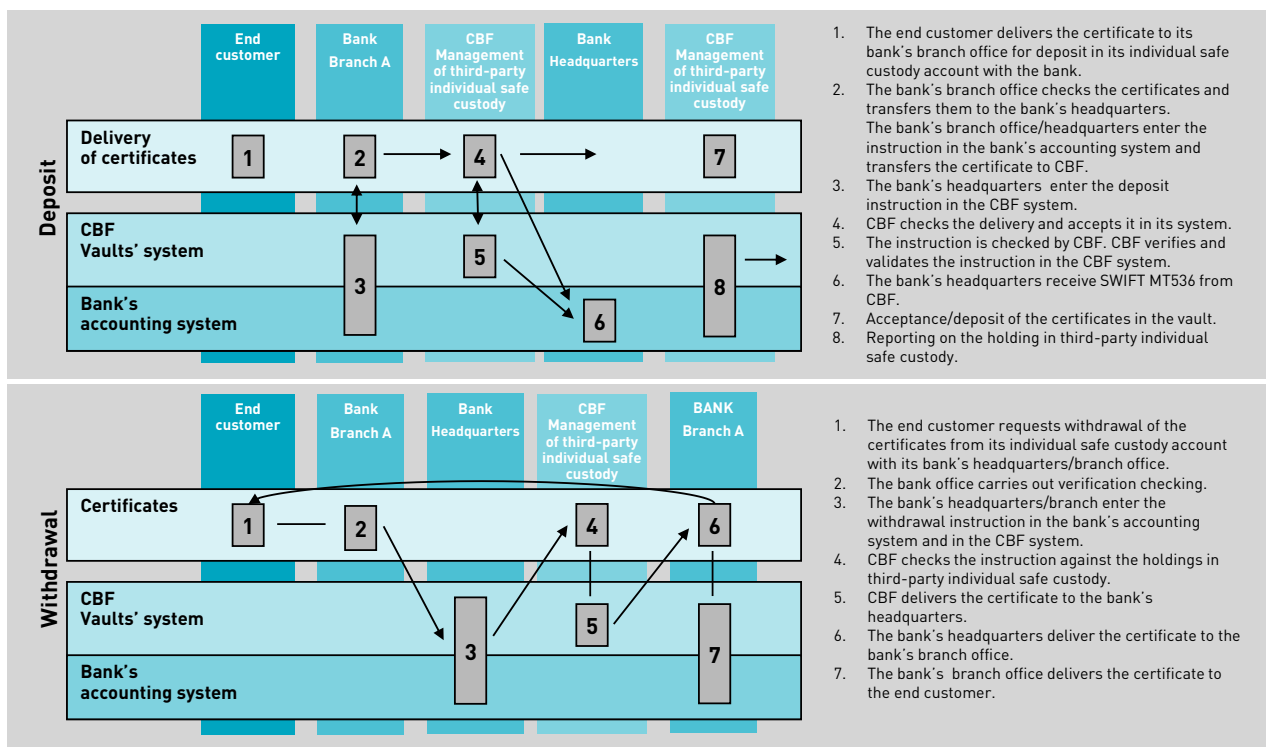 End
customer
Bank
Branch A
CBF
Management
of third-party
individual safe
custody
Bank
Headquarters
CBF
Management
of third-party
individual safe
custody
Deposit
Delivery
of certificates
1
2
4
7
CBF
Vaults’ system
3
5
8
Bank’s
accounting system
6
1. The end customer delivers the certificate to its
bank’s branch office for deposit in its individual safe
custody account with the bank.
2. The bank’s branch office checks the certificates and
transfers them to the bank’s headquarters.
The bank’s branch office/headquarters enter the
instruction in the bank’s accounting system and
transfers the certificate to CBF.
3. The bank’s headquarters enter the deposit
instruction in the CBF system.
4. CBF checks the delivery and accepts it in its system.
5. The instruction is checked by CBF. CBF verifies and
validates the instruction in the CBF system.
6. The bank’s headquarters receive SWIFT MT536 from
CBF.
7. Acceptance/deposit of the certificates in the vault.
8. Reporting on the holding in third-party individual
safe custody.
End
customer
Bank
Branch A
Bank
Headquarters
CBF
Management
of third-party
individual safe
custody
BANK
Branch A
Withdrawal
Certificates
1
2
4
6
CBF
Vaults’ system
3
5
7
Bank’s
accounting system
1. The end customer requests withdrawal of the
certificates from its individual safe custody account
with its bank’s headquarters/branch office.
2. The bank office carries out verification checking.
3. The bank’s headquarters/branch enter the
withdrawal instruction in the bank’s accounting
system and in the CBF system.
4. CBF checks the instruction against the holdings in
third-party individual safe custody.
5. CBF delivers the certificate to the bank’s
headquarters.
6. The bank’s headquarters deliver the certificate to the
bank’s branch office.
7. The bank’s branch office delivers the certificate to
the end customer.